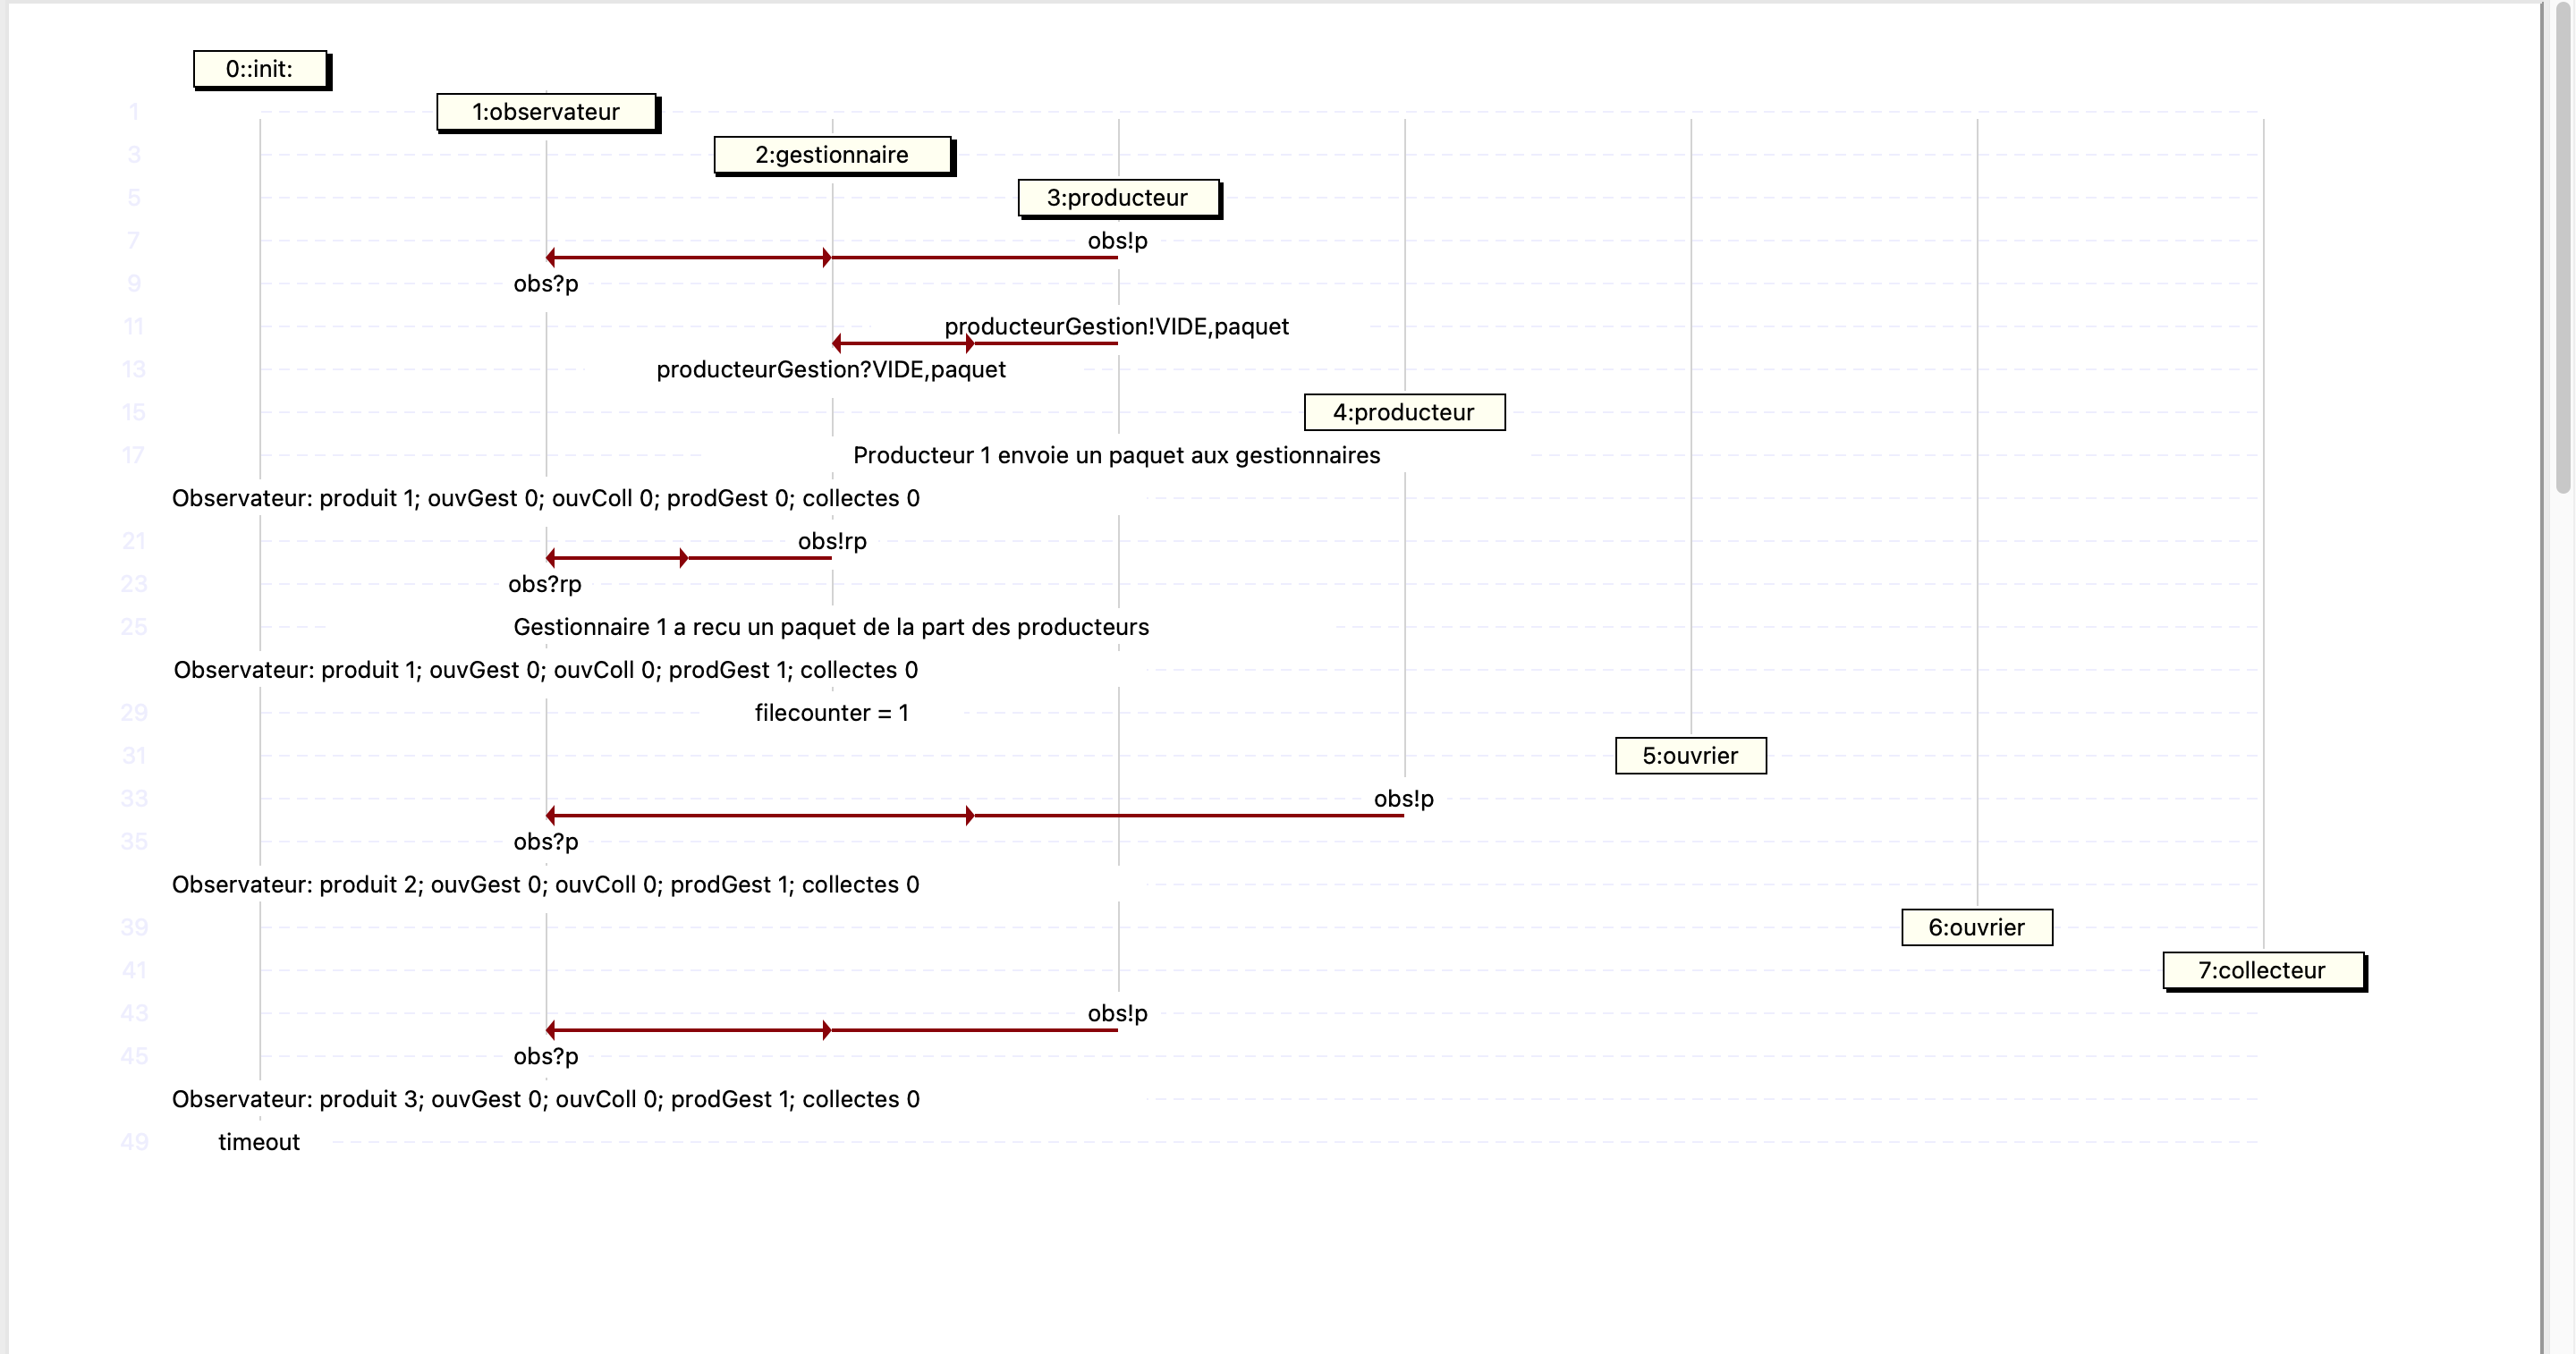 0::init:
1 1:observateur
3 2:gestionnaire
5 3:producteur
7 obs!p
9 obs?p
11 producteurGestion!VIDE,paquet
13 producteurGestion?VIDE,paquet
15 4:producteur
17 Producteur 1 envoie un paquet aux gestionnaires
Observateur: produit 1; ouvGest 0; ouvColl 0; prodGest 0; collectes 0
21 obs!rp
23 obs?rp
25 Gestionnaire 1 a recu un paquet de la part des producteurs
Observateur: produit 1; ouvGest 0; ouvColl 0; prodGest 1; collectes 0
29 filecounter = 1
31 5:ouvrier
33 obs!p
35 obs?p
Observateur: produit 2; ouvGest 0; ouvColl 0; prodGest 1; collectes 0
39 6:ouvrier
41 7:collecteur
43 obs!p
45 obs?p
Observateur: produit 3; ouvGest 0; ouvColl 0; prodGest 1; collectes 0
49 timeout